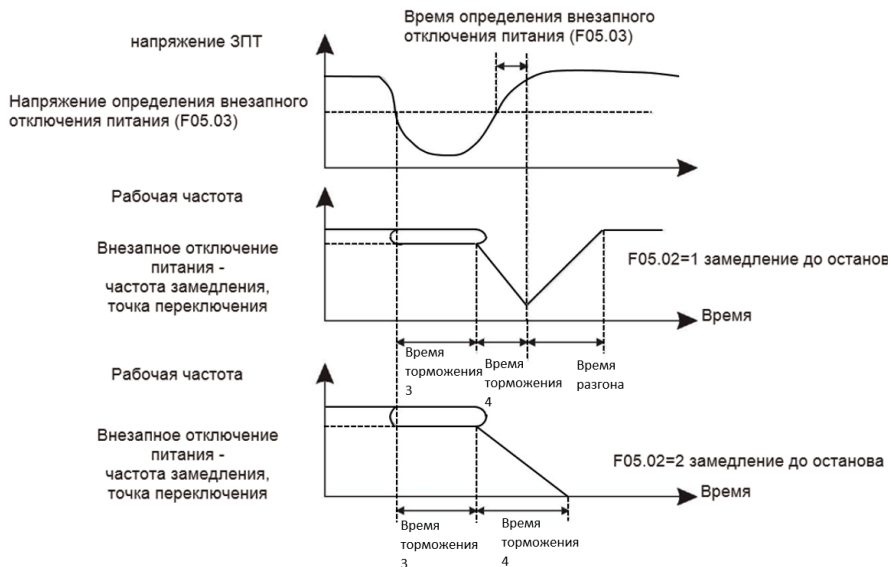 Время определения внезапного
отключения питания (F05.03)
напряжение ЗПТ
Напряжение определения внезапного
отключения питания (F05.03)
Рабочая частота
Внезапное отключение
питания -
частота замедления,
точка переключения
F05.02=1 замедление до останов
Время
Время
торможения
3
Время
торможения
4
Время
разгона
Рабочая частота
Внезапное отключение
питания -
частота замедления,
точка переключения
F05.02=2 замедление до останова
Время
Время
торможения
3
Время
торможения
4